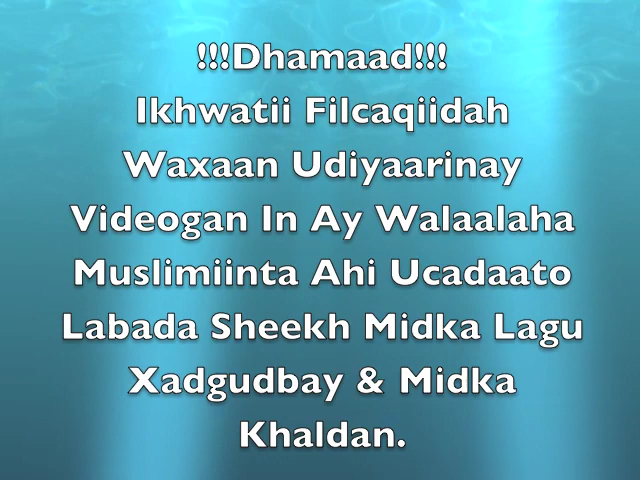 !!!Dhamaad!!!
Ikhwatii Filcaqiidah
Waxaan Udiyaarinay
Videogan In Ay Walaalaha
Muslimiinta Ahi Ucadaato
Labada Sheekh Midka Lagu
Xadgudbay & Midka
Khaldan.